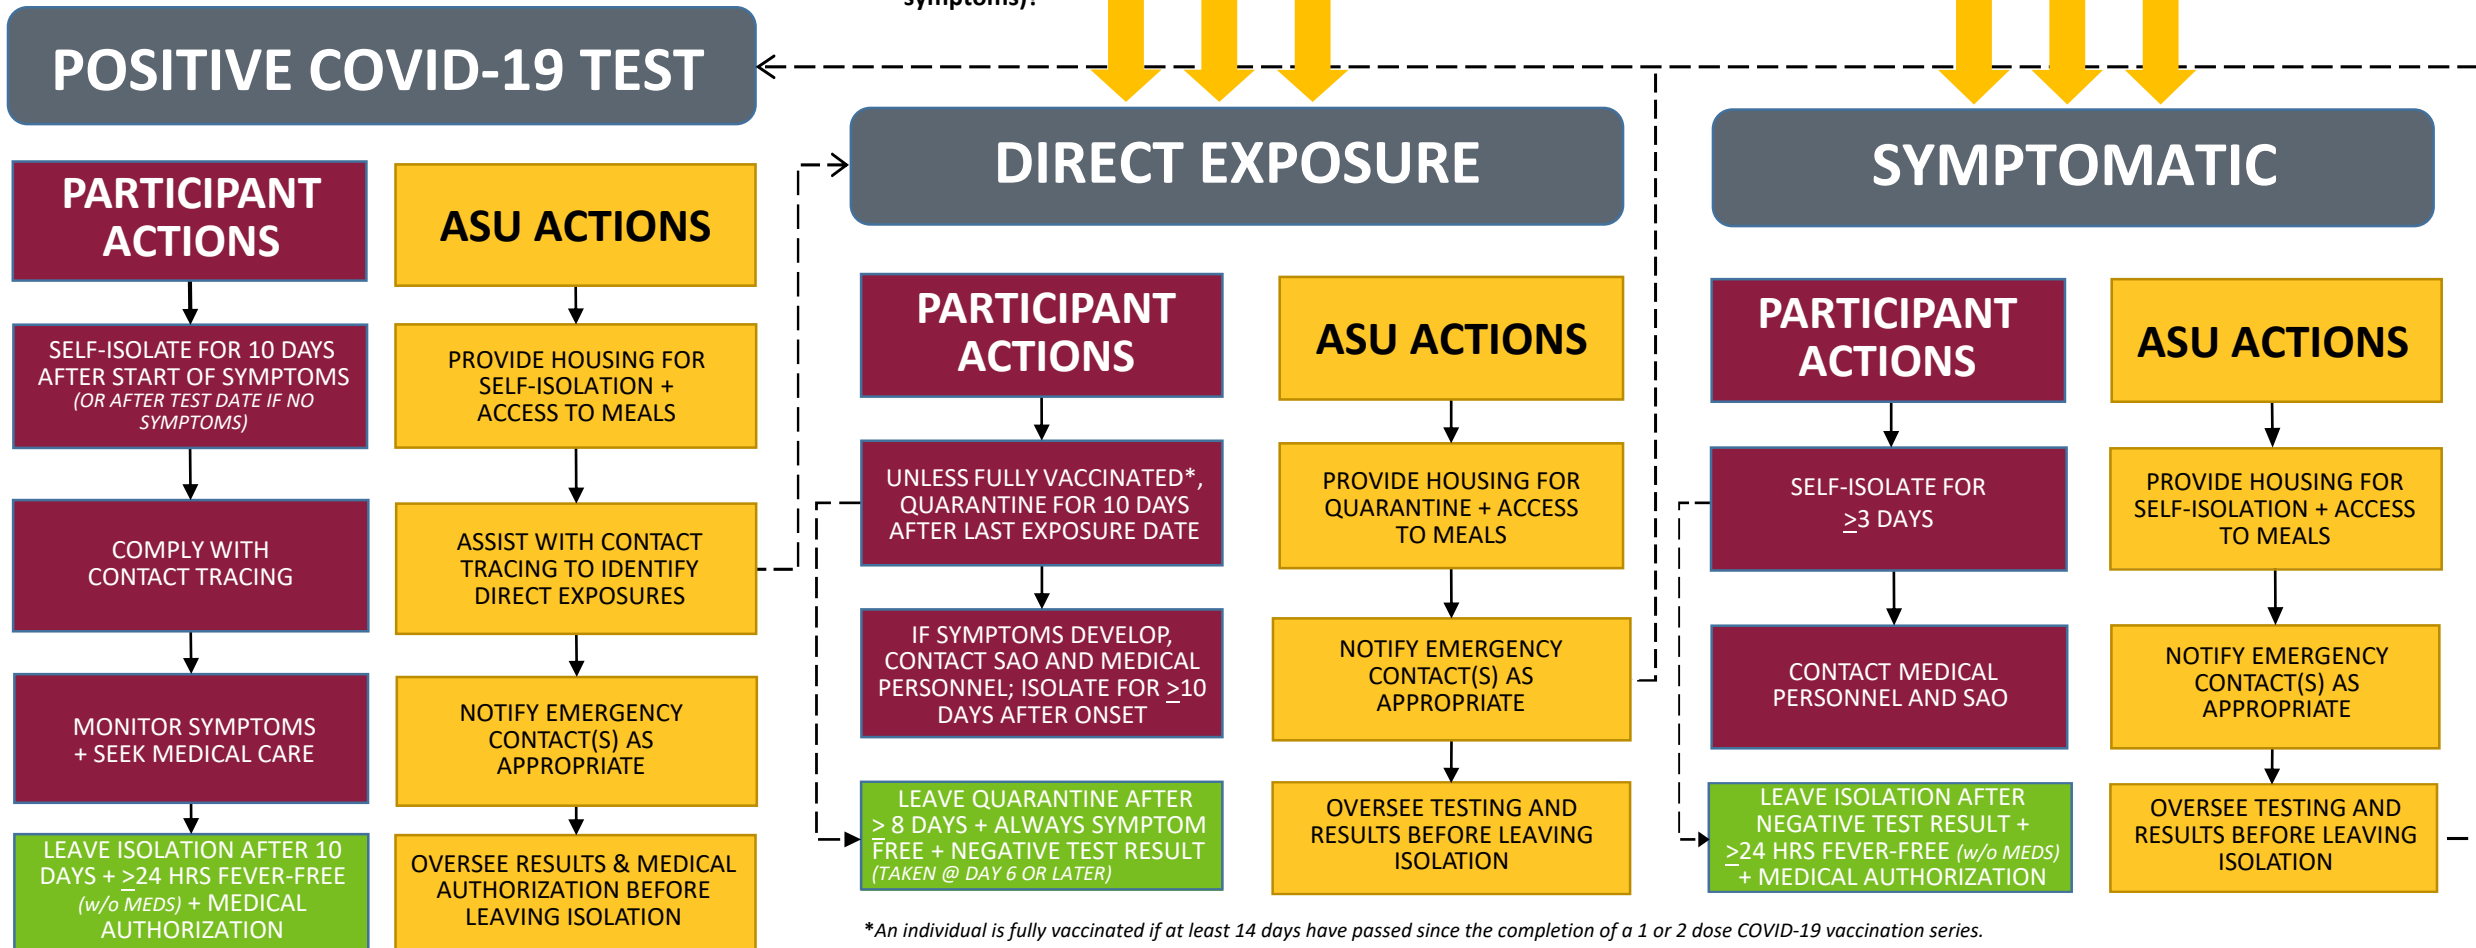 symptoms)?
POSITIVE COVID-19 TEST
PARTICIPANT
ACTIONS
SELF-ISOLATE FOR 10 DAYS
AFTER START OF SYMPTOMS
(OR AFTER TEST DATE IF NO
SYMPTOMS)
COMPLY WITH
CONTACT TRACING
MONITOR SYMPTOMS
+ SEEK MEDICAL CARE
LEAVE ISOLATION AFTER 10
DAYS + ≥24 HRS FEVER-FREE
(w/o MEDS) + MEDICAL
AUTHORIZATION
ASU ACTIONS
PROVIDE HOUSING FOR
SELF-ISOLATION +
ACCESS TO MEALS
ASSIST WITH CONTACT
TRACING TO IDENTIFY
DIRECT EXPOSURES
NOTIFY EMERGENCY
CONTACT(S) AS
APPROPRIATE
OVERSEE RESULTS & MEDICAL
AUTHORIZATION BEFORE
LEAVING ISOLATION
DIRECT EXPOSURE
PARTICIPANT
ACTIONS
UNLESS FULLY VACCINATED*,
QUARANTINE FOR 10 DAYS
AFTER LAST EXPOSURE DATE
IF SYMPTOMS DEVELOP,
CONTACT SAO AND MEDICAL
PERSONNEL; ISOLATE FOR ≥10
DAYS AFTER ONSET
LEAVE QUARANTINE AFTER
≥ 8 DAYS + ALWAYS SYMPTOM
FREE + NEGATIVE TEST RESULT
(TAKEN @ DAY 6 OR LATER)
ASU ACTIONS
PROVIDE HOUSING FOR
QUARANTINE + ACCESS
TO MEALS
NOTIFY EMERGENCY
CONTACT(S) AS
APPROPRIATE
OVERSEE TESTING AND
RESULTS BEFORE LEAVING
ISOLATION
SYMPTOMATIC
PARTICIPANT
ACTIONS
SELF-ISOLATE FOR
≥3 DAYS
CONTACT MEDICAL
PERSONNEL AND SAO
LEAVE ISOLATION AFTER
NEGATIVE TEST RESULT +
≥24 HRS FEVER-FREE (w/o MEDS)
+ MEDICAL AUTHORIZATION
ASU ACTIONS
PROVIDE HOUSING FOR
SELF-ISOLATION + ACCESS
TO MEALS
NOTIFY EMERGENCY
CONTACT(S) AS
APPROPRIATE
OVERSEE TESTING AND
RESULTS BEFORE LEAVING
ISOLATION
*An individual is fully vaccinated if at least 14 days have passed since the completion of a 1 or 2 dose COVID-19 vaccination series.